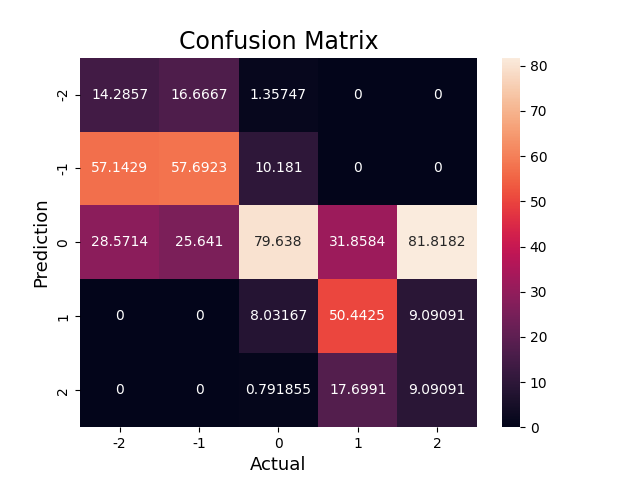 Confusion Matrix
-2 14.2857 16.6667 1.35747 0 0
-1 57.1429 57.6923 10.181 0 0
0 28.5714 25.641 79.638 31.8584 81.8182
1 0 0 8.03167 50.4425 9.09091
2 0 0 0.791855 17.6991 9.09091
-2 -1 0 1 2
Prediction
Actual
80
70
60
50
40
30
20
10
0